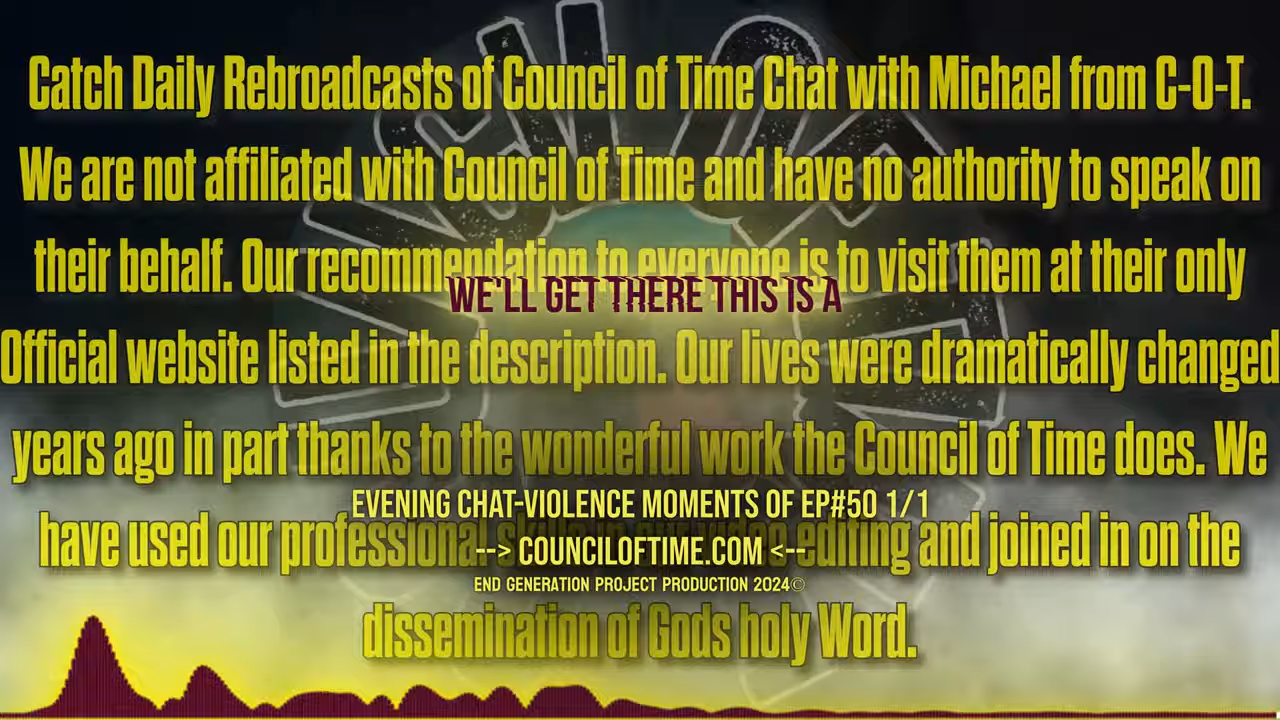 Catch Daily Rebroadcasts of Council of Time Chat with Michael from C-O-T.
We are not affiliated with Council of Time and have no authority to speak on
their behalf. Our recommendation to everyone is to visit them at their only
WE'LL GET THERE THIS IS A
Official website listed in the description. Our lives were dramatically changed
years ago in part thanks to the wonderful work the Council of Time does. We
EVENING CHAT-VIOLENCE MOMENTS OF EP#50 1/1
have used our professional editing and joined in on the
--> COUNCILOFTIME.COM <--
END GENERATION PROJECT PRODUCTION 2024©
dissemination of Gods holy Word.